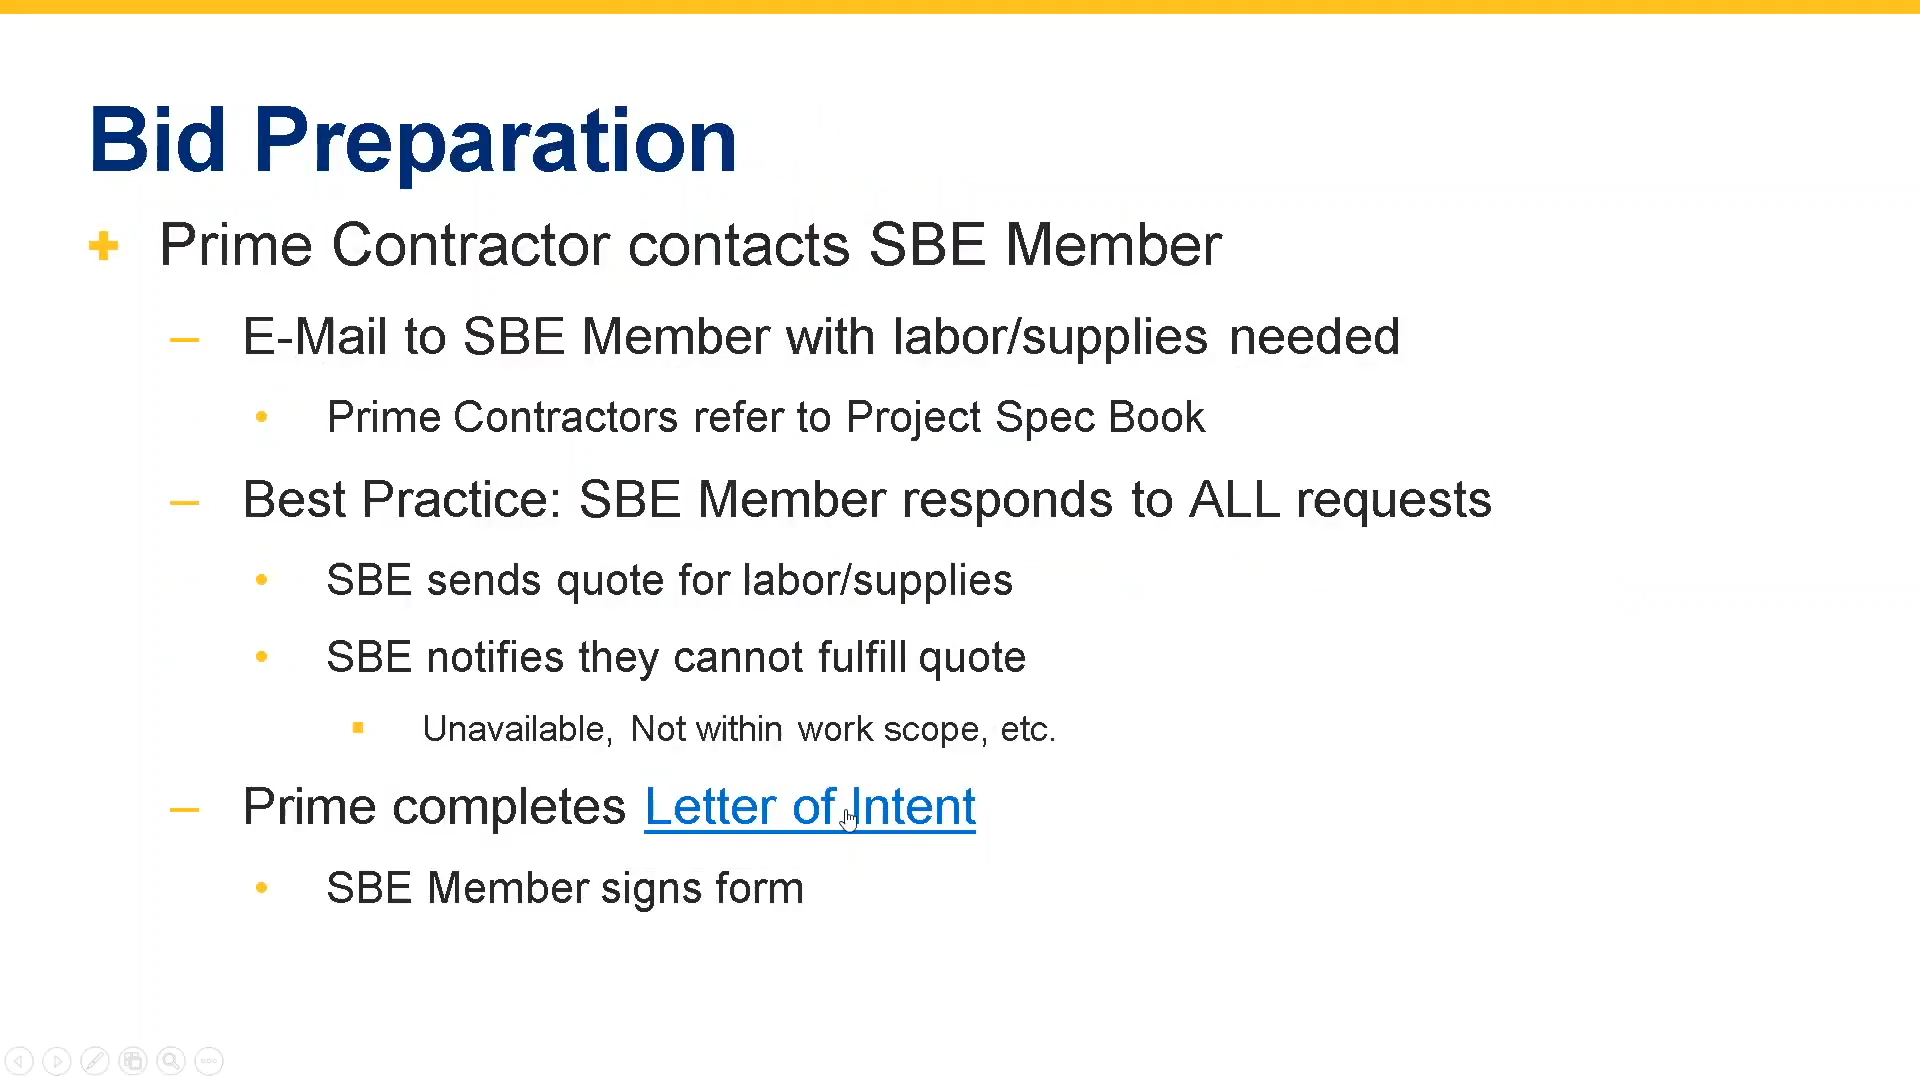 Bid Preparation
Prime Contractor contacts SBE Member
– E-Mail to SBE Member with labor/supplies needed
• Prime Contractors refer to Project Spec Book
– Best Practice: SBE Member responds to ALL requests
• SBE sends quote for labor/supplies
• SBE notifies they cannot fulfill quote
▪ Unavailable, Not within work scope, etc.
– Prime completes Letter of Intent
• SBE Member signs form